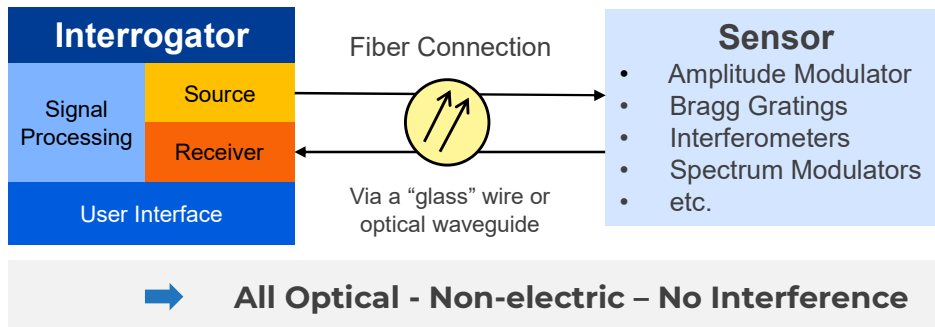 Interrogator
Signal
Processing
Source
Receiver
User Interface
Fiber Connection
Via a “glass” wire or
optical waveguide
Sensor
• Amplitude Modulator
• Bragg Gratings
• Interferometers
• Spectrum Modulators
• etc.
All Optical - Non-electric – No Interference